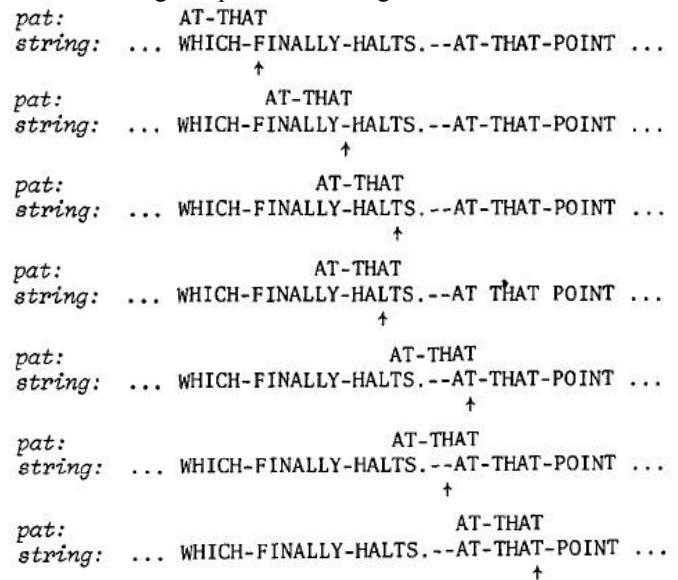 pat: AT-THAT
string: ... WHICH-FINALLY-HALTS.--AT-THAT-POINT ...
pat: AT-THAT
string: ... WHICH-FINALLY-HALTS.--AT-THAT-POINT ...
pat: AT-THAT
string: ... WHICH-FINALLY-HALTS.--AT-THAT-POINT ...
pat: AT-THAT
string: ... WHICH-FINALLY-HALTS.--AT THAT POINT ...
pat: AT-THAT
string: ... WHICH-FINALLY-HALTS.--AT-THAT-POINT ...
pat: AT-THAT
string: ... WHICH-FINALLY-HALTS.--AT-THAT-POINT ...
pat: AT-THAT
string: ... WHICH-FINALLY-HALTS.--AT-THAT-POINT ...